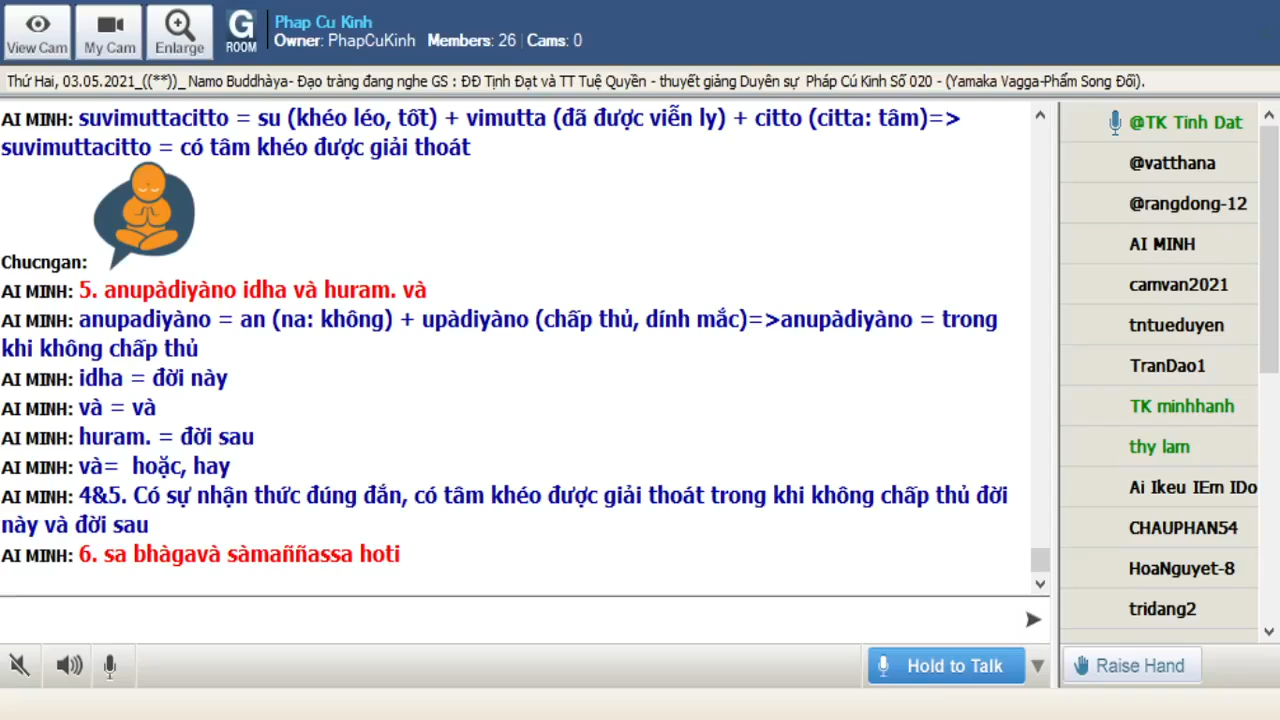 View Cam
My Cam
Enlarge
G
ROOM
Phap Cu Kinh
Owner: PhapCuKinh Members: 26 | Cams: 0
Thứ Hai, 03.05.2021_((**))_ Namo Buddhàya- Đạo tràng đang nghe GS : ĐĐ Tịnh Đạt và TT Tuệ Quyền - thuyết giảng Duyên sự Pháp Cú Kinh Số 020 - (Yamaka Vagga-Phẩm Song Đối).
AI MINH: suvimuttacitto = su (khéo léo, tốt) + vimutta (đã được viễn ly) + citto (citta: tâm)=>
suvimuttacitto = có tâm khéo được giải thoát
Chucngan:
AI MINH: 5. anupàdiyàno idha và huram. và
AI MINH: anupadiyàno = an (na: không) + upàdiyàno (chấp thủ, dính mắc)=>anupàdiyàno = trong
khi không chấp thủ
AI MINH: idha = đời này
AI MINH: và = và
AI MINH: huram. = đời sau
AI MINH: và= hoặc, hay
AI MINH: 4&5. Có sự nhận thức đúng đắn, có tâm khéo được giải thoát trong khi không chấp thủ đời
này và đời sau
AI MINH: 6. sa bhàgavà sàmaññassa hoti
@TK Tinh Dat
@vatthana
@rangdong-12
AI MINH
camvan2021
tntueduyen
TranDao1
TK minhhanh
thy lam
Ai Ikeu IEm IDo
CHAUPHAN54
HoaNguyet-8
tridang2
Hold to Talk
Raise Hand